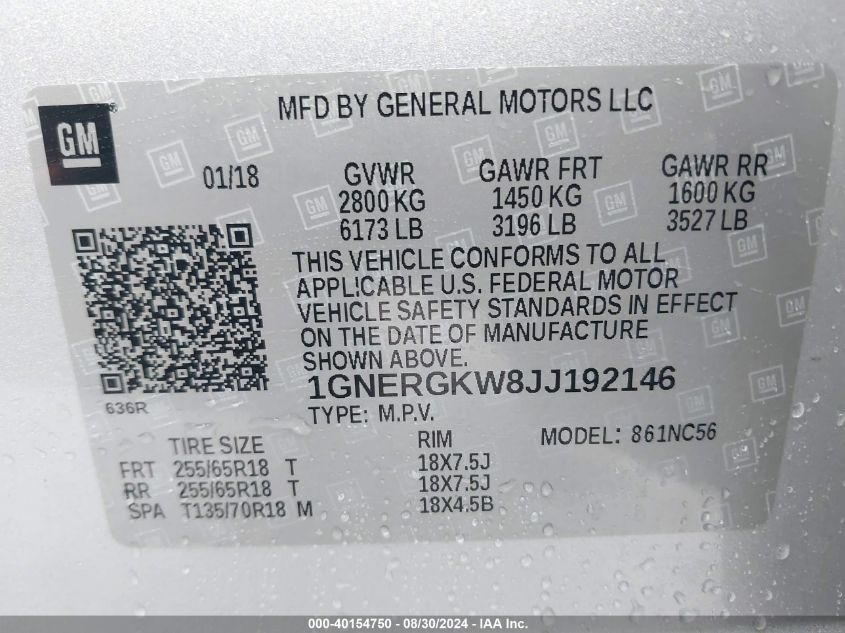 GM
MFD BY GENERAL MOTORS LLC
01/18
GVWR GAWR FRT GAWR RR
2800 KG 1450 KG 1600 KG
6173 LB 3196 LB 3527 LB
THIS VEHICLE CONFORMS TO ALL
APPLICABLE U.S. FEDERAL MOTOR
VEHICLE SAFETY STANDARDS IN EFFECT
ON THE DATE OF MANUFACTURE
SHOWN ABOVE.
1GNERGKW8JJ192146
636R
TYPE: M.P.V.
TIRE SIZE RIM MODEL: 861NC56
FRT 255/65R18 T 18X7.5J
RR 255/65R18 T 18X7.5J
SPA T135/70R18 M 18X4.5B
000-40154750 - 08/30/2024 - IAA Inc.